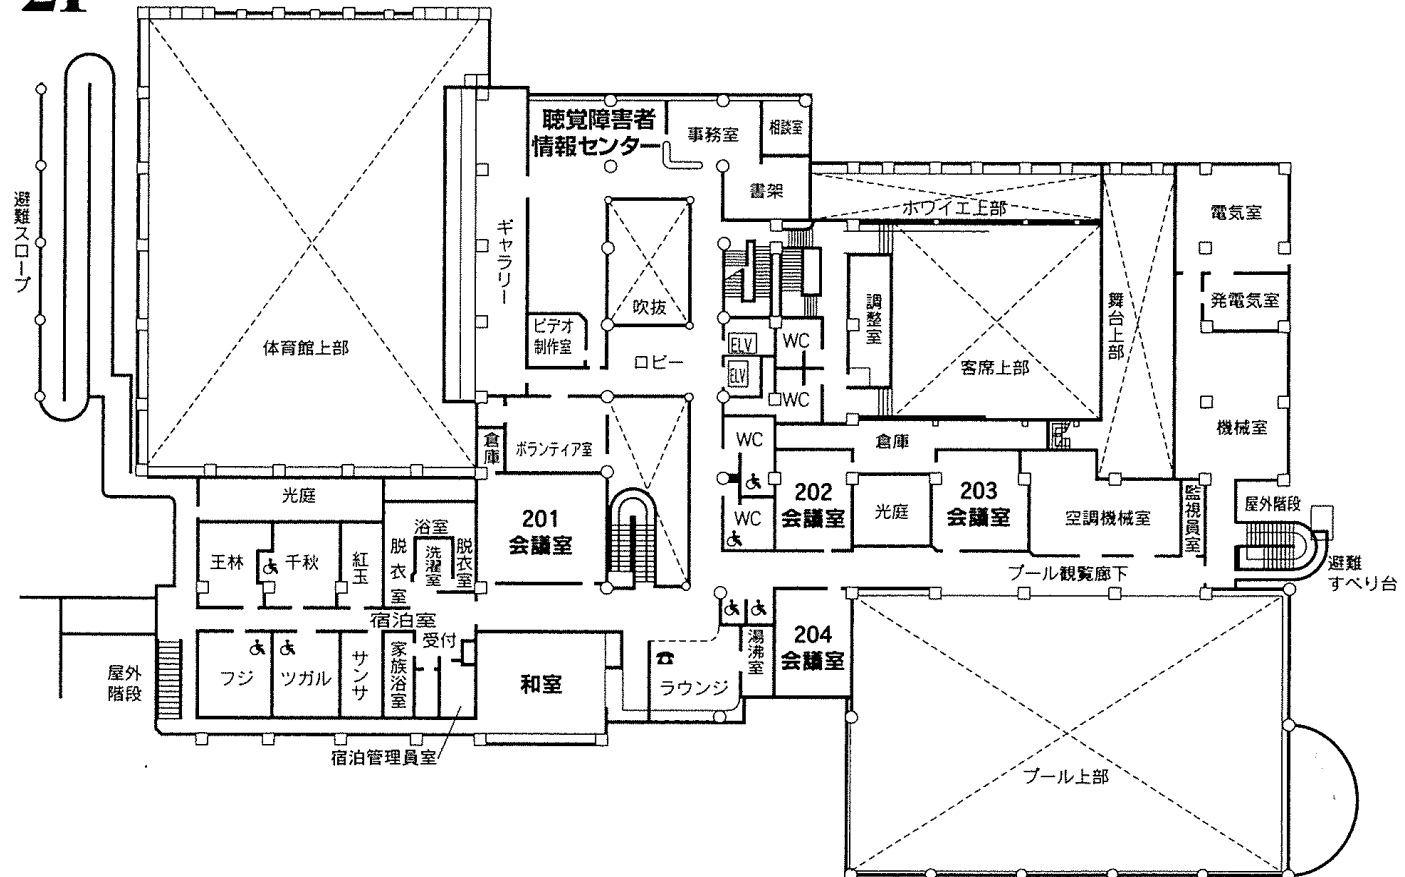 2F
聴覚障害者
情報センター
事務室
相談室
書架
ホワイエ上部
電気室
避難スロープ
ギャラリー
吹抜
発電気室
調整室
舞台上部
ビデオ
制作室
ELV
WC
体育館上部
ロビー
客席上部
ELV
WC
倉庫
ボランティア室
WC
倉庫
機械室
光庭
201
会議室
WC
202
会議室
光庭
203
会議室
空調機械室
監視員室
屋外階段
浴室
王林
千秋
紅玉
脱衣室
洗濯室
脱衣室
プール観覧廊下
避難
すべり台
宿泊室
受付
湯沸室
204
会議室
屋外
階段
フジ
ツガル
サンサ
家族浴室
和室
ラウンジ
宿泊管理員室
プール上部